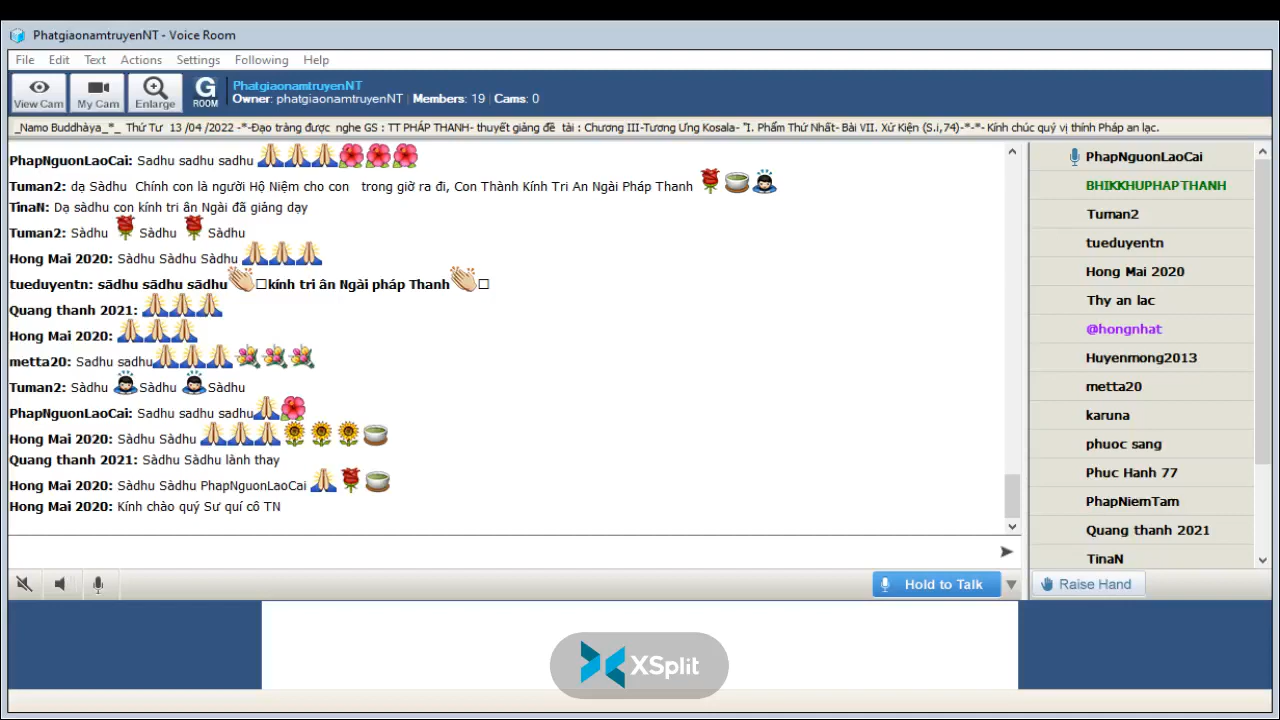 PhatgiaonamtruyenNT - Voice Room
File Edit Text Actions Settings Following Help
View Cam
My Cam
Enlarge
G ROOM
PhatgiaonamtruyenNT
Owner: phatgiaonamtruyenNT | Members: 19 | Cams: 0
_Namo Buddhàya_*_ Thứ Tư 13 /04 /2022 -*-Đạo tràng được nghe GS : TT PHÁP THANH- thuyết giảng đề tài : Chương III-Tương Ưng Kosala- "I. Phẩm Thứ Nhất- Bài VII. Xử Kiện (S.i,74)-*-*- Kính chúc quý vị thính Pháp an lạc.
PhapNguonLaoCai: Sadhu sadhu sadhu
Tuman2: dạ Sàdhu Chính con là người Hộ Niệm cho con trong giờ ra đi, Con Thành Kính Tri An Ngài Pháp Thanh
TinaN: Dạ sàdhu con kính tri ân Ngài đã giảng dạy
Tuman2: Sàdhu Sàdhu Sàdhu
Hong Mai 2020: Sàdhu Sàdhu Sàdhu
tueduyentn: sādhu sādhu sādhu kính tri ân Ngài pháp Thanh
Quang thanh 2021:
Hong Mai 2020:
metta20: Sadhu sadhu
Tuman2: Sàdhu Sàdhu Sàdhu
PhapNguonLaoCai: Sadhu sadhu sadhu
Hong Mai 2020: Sàdhu Sàdhu
Quang thanh 2021: Sàdhu Sàdhu lành thay
Hong Mai 2020: Sàdhu Sàdhu PhapNguonLaoCai
Hong Mai 2020: Kính chào quý Sư quí cô TN
PhapNguonLaoCai
BHIKKHUPHAPTHANH
Tuman2
tueduyentn
Hong Mai 2020
Thy an lac
@hongnhat
Huyenmong2013
metta20
karuna
phuoc sang
Phuc Hanh 77
PhapNiemTam
Quang thanh 2021
TinaN
Hold to Talk
Raise Hand
XSplit